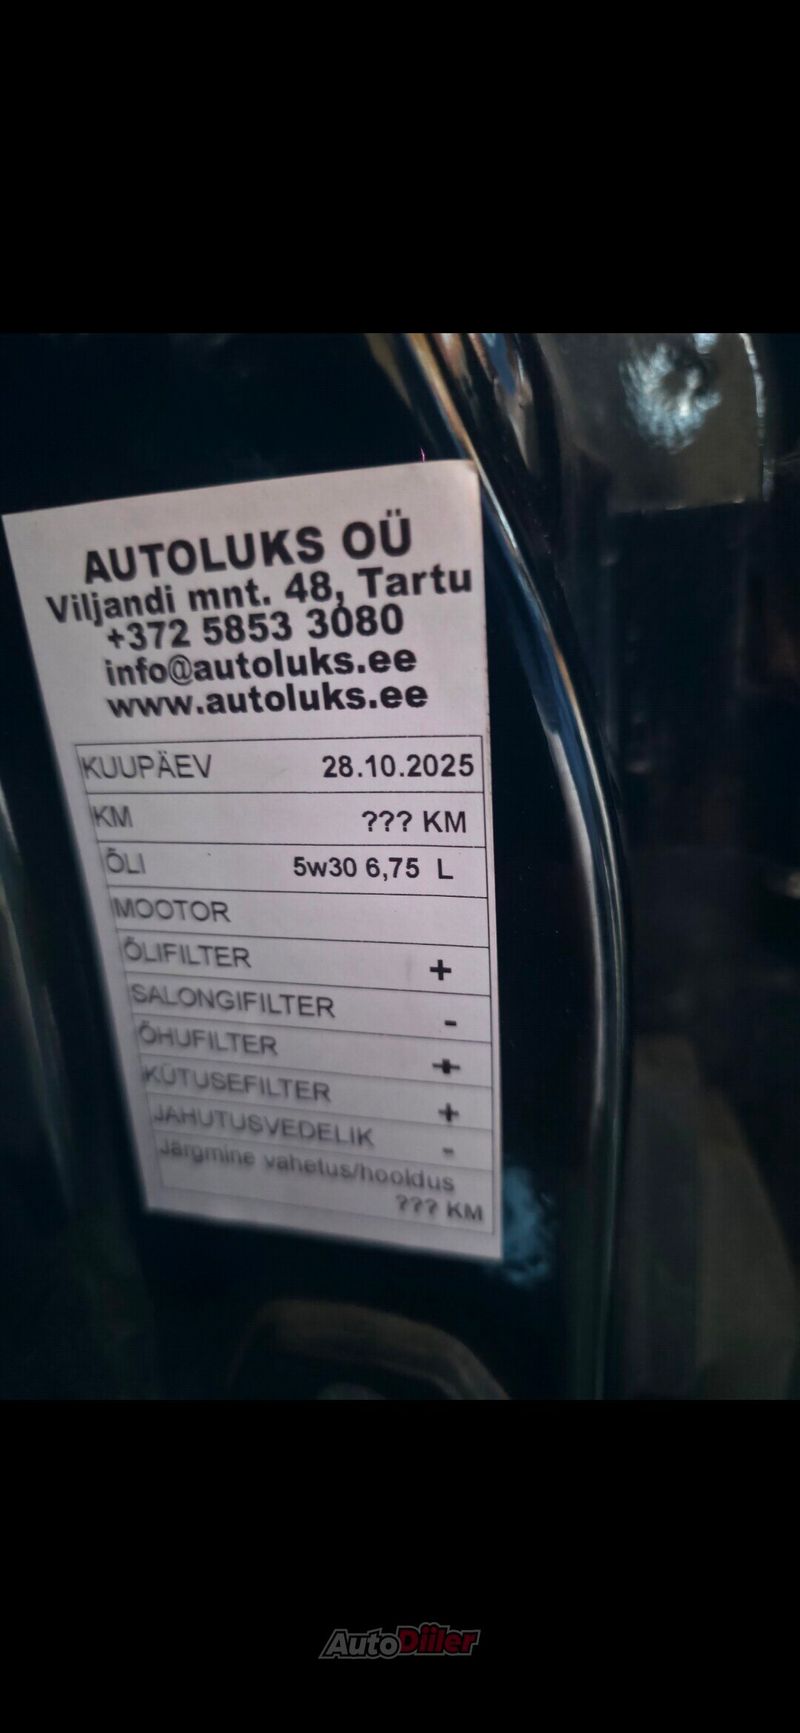 AUTOLUKS OÜ
Viljandi mnt. 48, Tartu
+372 5853 3080
info@autoluks.ee
www.autoluks.ee
KUUPÄEV 28.10.2025
KM ??? KM
ÕLI 5w30 6,75 L
MOOTOR
ÕLIFILTER +
SALONGIFILTER -
ÕHUFILTER +
KÜTUSEFILTER +
JAHUTUSVEDELIK -
Järgmine vahetus/hooldus
??? KM
AutoDiiler